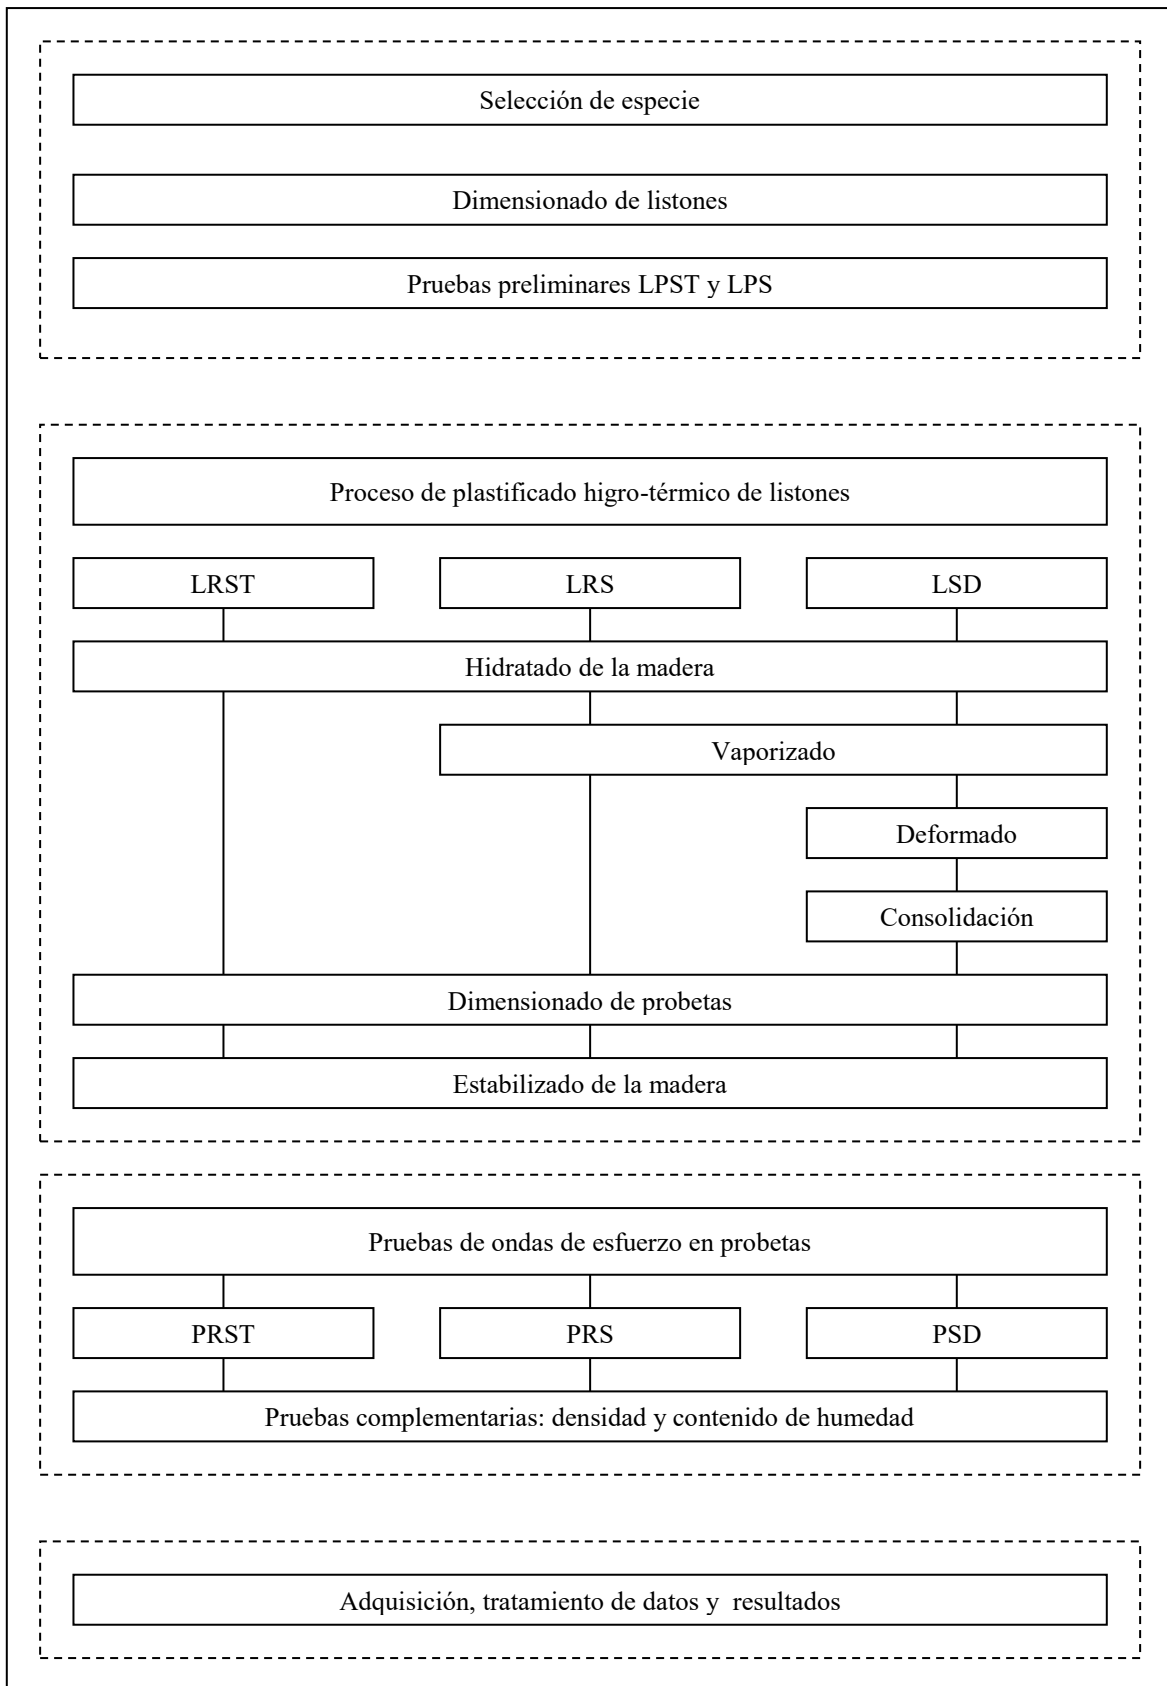 Selección de especie
Dimensionado de listones
Pruebas preliminares LPST y LPS
Proceso de plastificado higro-térmico de listones
LRST
LRS
LSD
Hidratado de la madera
Vaporizado
Deformado
Consolidación
Dimensionado de probetas
Estabilizado de la madera
Pruebas de ondas de esfuerzo en probetas
PRST
PRS
PSD
Pruebas complementarias: densidad y contenido de humedad
Adquisición, tratamiento de datos y resultados